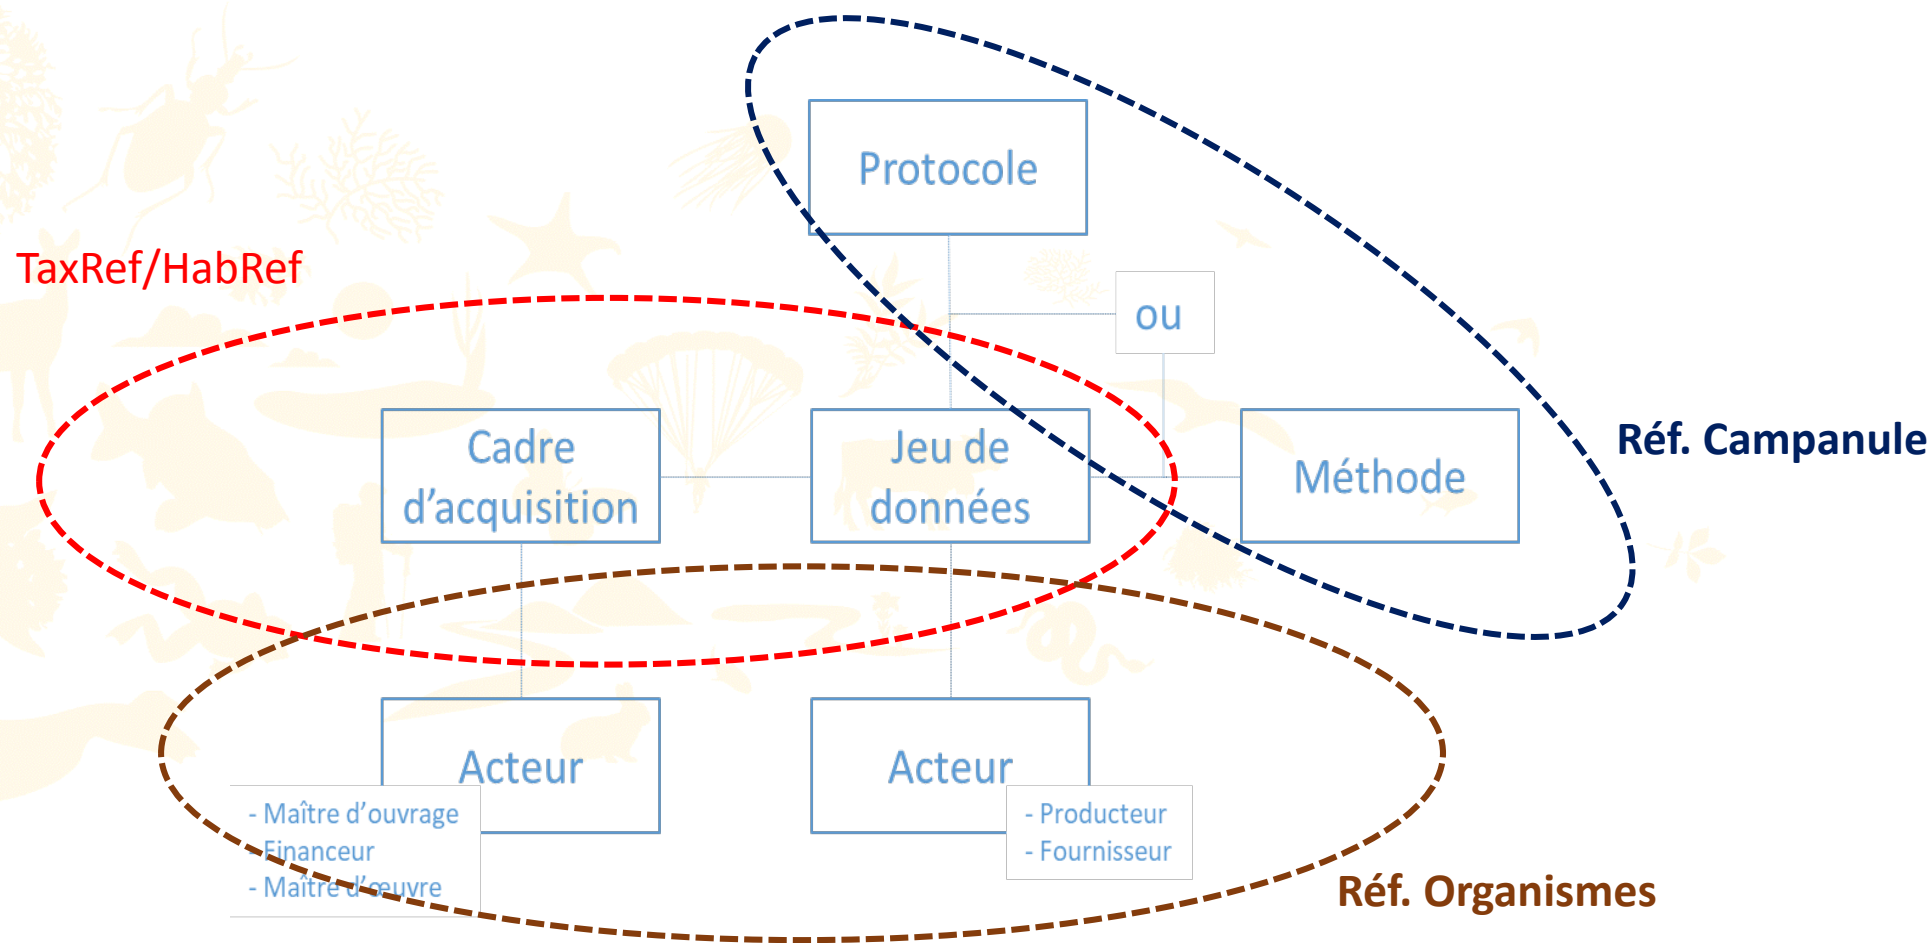 Protocole
TaxRef/HabRef
ou
Cadre
d’acquisition
Jeu de
données
Méthode
Réf. Campanule
Acteur
- Maître d’ouvrage
- Financeur
- Maître d’œuvre
Acteur
- Producteur
- Fournisseur
Réf. Organismes